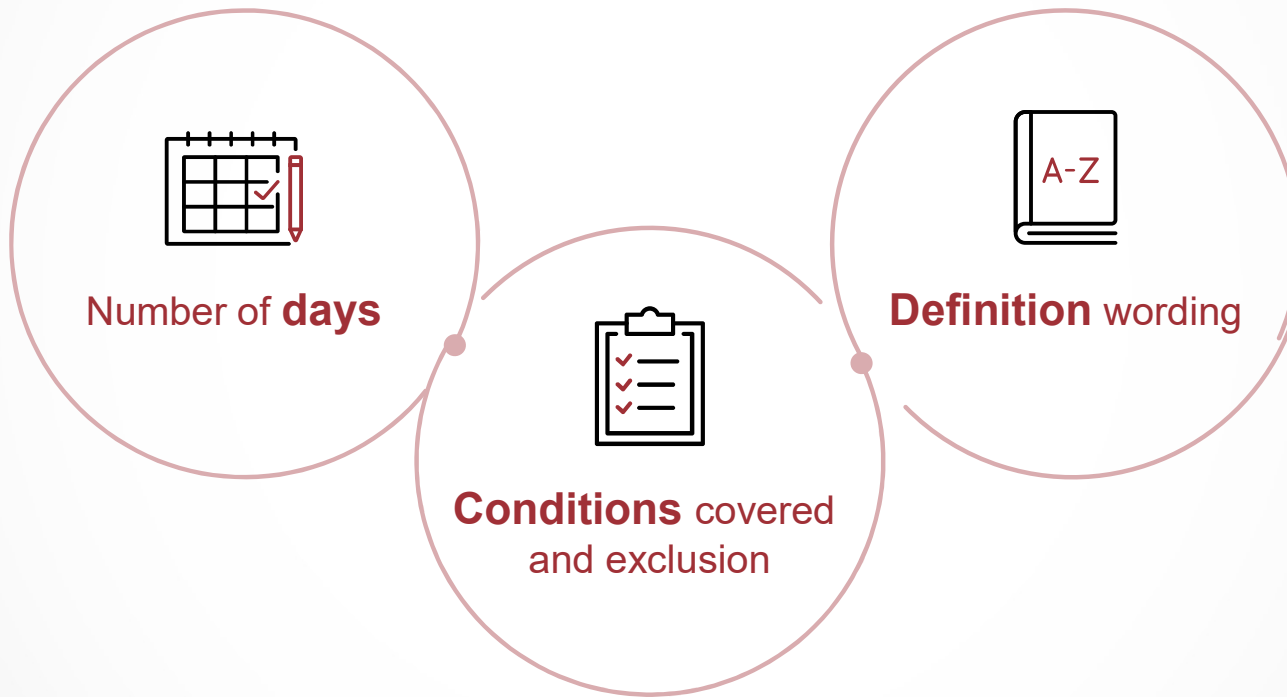 Number of days
A-Z
Definition wording
Conditions covered
and exclusion